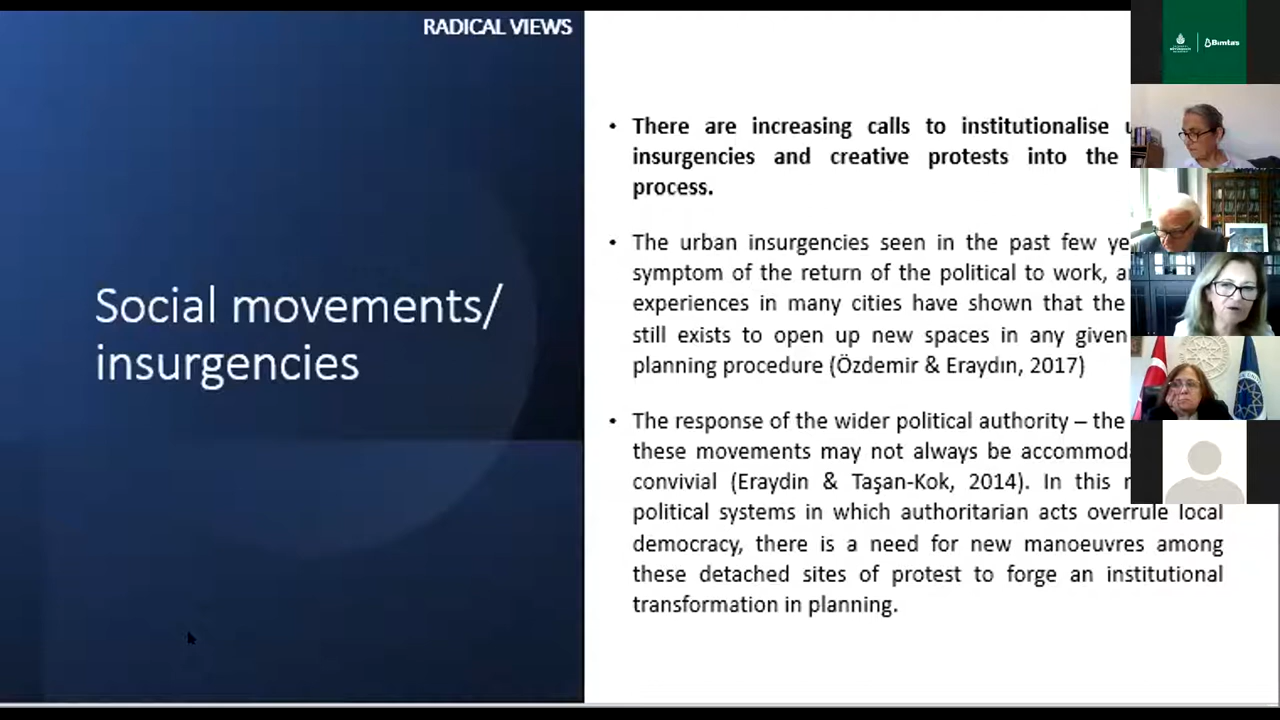 RADICAL VIEWS
Social movements/
insurgencies
• There are increasing calls to institutionalise
insurgencies and creative protests into the
process.
• The urban insurgencies seen in the past few
symptom of the return of the political to work,
experiences in many cities have shown that the
still exists to open up new spaces in any given
planning procedure (Özdemir & Eraydın, 2017)
• The response of the wider political authority – the
these movements may not always be
convivial (Eraydin & Taşan-Kok, 2014). In this
political systems in which authoritarian acts overrule local
democracy, there is a need for new manoeuvres among
these detached sites of protest to forge an institutional
transformation in planning.
Bimtaş